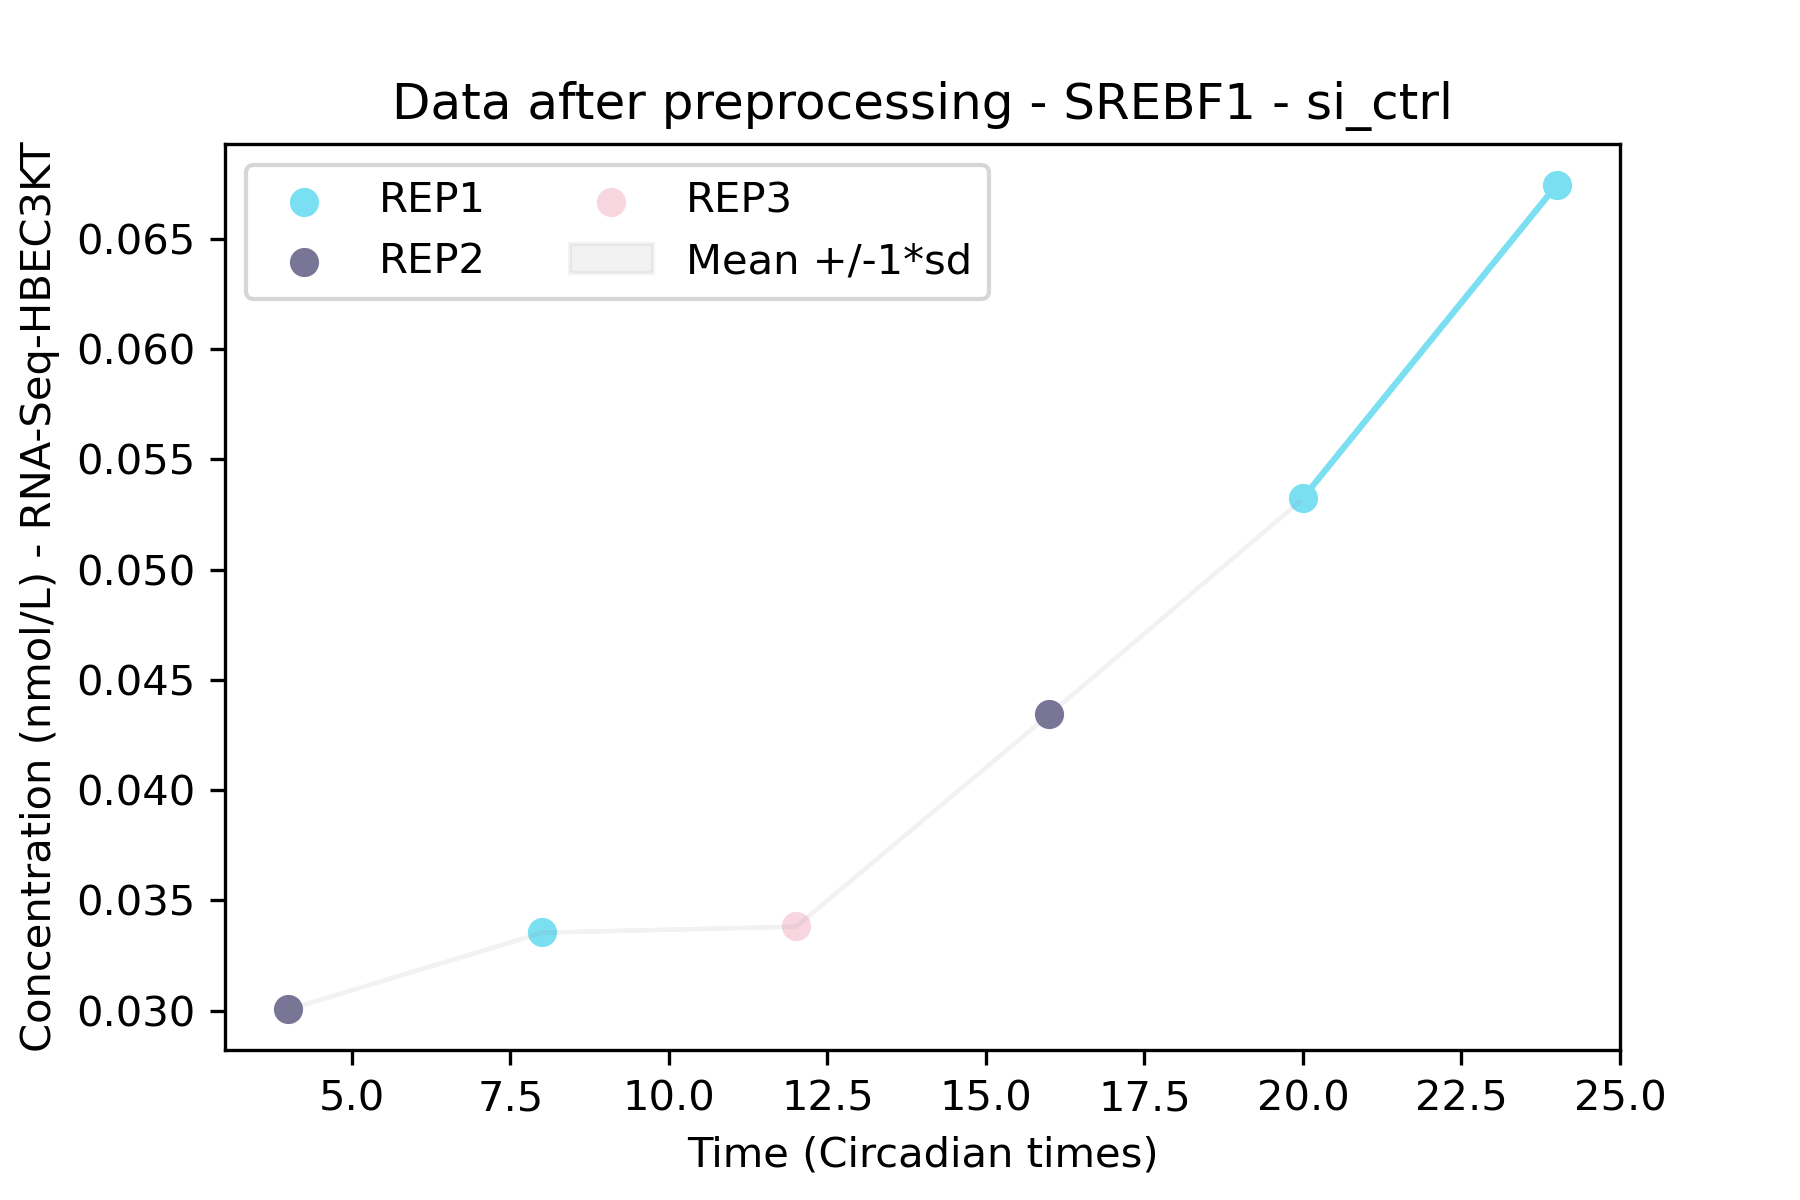 Data after preprocessing - SREBF1 - si_ctrl
Concentration (nmol/L) - RNA-Seq-HBEC3KT
REP1
REP2
REP3
Mean +/-1*sd
0.065
0.060
0.055
0.050
0.045
0.040
0.035
0.030
5.0 7.5 10.0 12.5 15.0 17.5 20.0 22.5 25.0
Time (Circadian times)